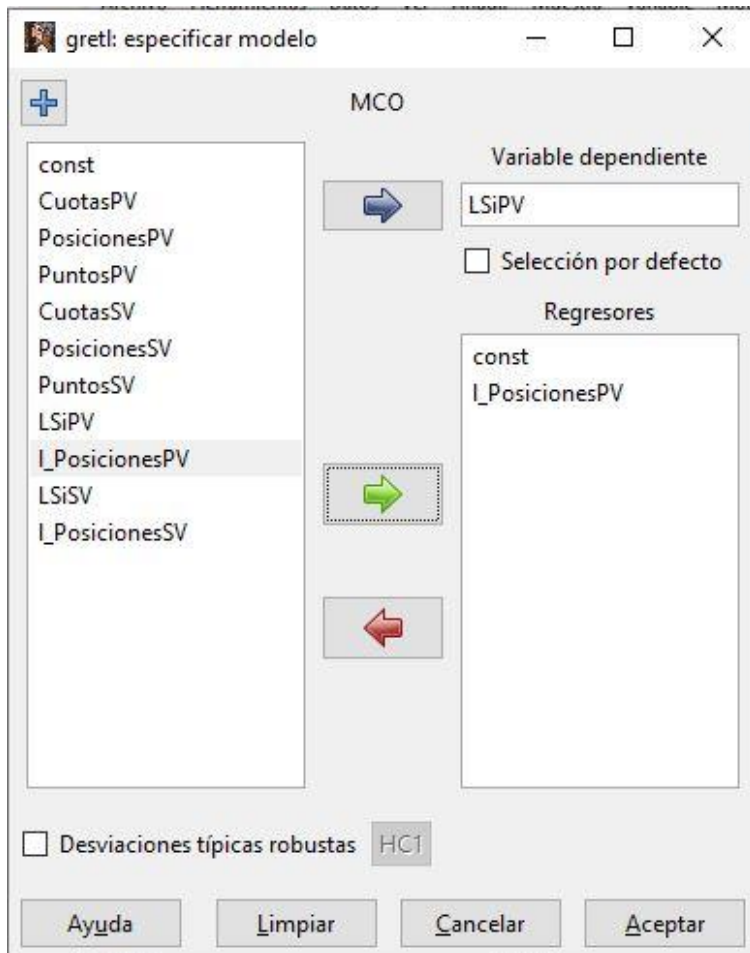 gretl: especificar modelo
MCO
const
CuotasPV
PosicionesPV
PuntosPV
CuotasSV
PosicionesSV
PuntosSV
LSiPV
l_PosicionesPV
LSiSV
l_PosicionesSV
Variable dependiente
LSiPV
Selección por defecto
Regresores
const
l_PosicionesPV
Desviaciones típicas robustas HC1
Ayuda Limpiar Cancelar Aceptar